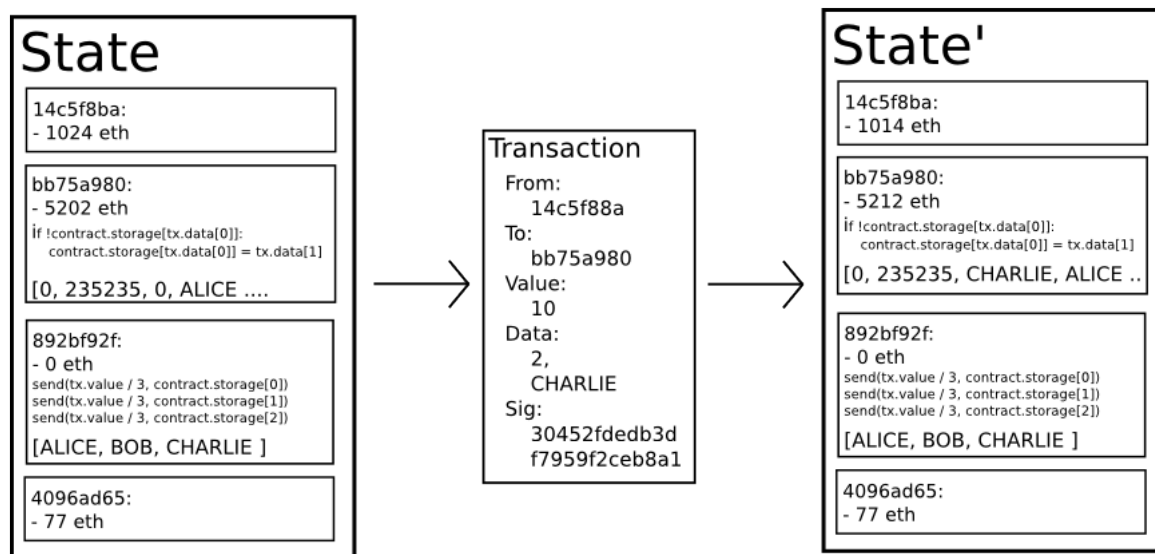 State
14c5f8ba:
- 1024 eth
bb75a980:
- 5202 eth
if !contract.storage[tx.data[0]]:
contract.storage[tx.data[0]] = tx.data[1]
[0, 235235, 0, ALICE ....
892bf92f:
- 0 eth
send(tx.value / 3, contract.storage[0])
send(tx.value / 3, contract.storage[1])
send(tx.value / 3, contract.storage[2])
[ALICE, BOB, CHARLIE ]
4096ad65:
- 77 eth
Transaction
From:
14c5f88a
To:
bb75a980
Value:
10
Data:
2,
CHARLIE
Sig:
30452fdedb3d
f7959f2ceb8a1
State'
14c5f8ba:
- 1014 eth
bb75a980:
- 5212 eth
if !contract.storage[tx.data[0]]:
contract.storage[tx.data[0]] = tx.data[1]
[0, 235235, CHARLIE, ALICE ..
892bf92f:
- 0 eth
send(tx.value / 3, contract.storage[0])
send(tx.value / 3, contract.storage[1])
send(tx.value / 3, contract.storage[2])
[ALICE, BOB, CHARLIE ]
4096ad65:
- 77 eth